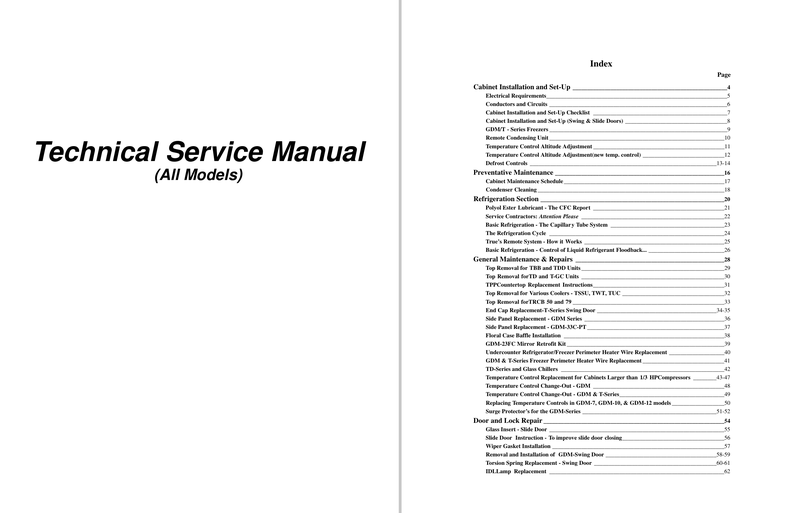 Technical Service Manual
(All Models)
Index
Page
Cabinet Installation and Set-Up 4
Electrical Requirements 5
Conductors and Circuits 6
Cabinet Installation and Set-Up Checklist 7
Cabinet Installation and Set-Up (Swing & Slide Doors) 8
GDM/T - Series Freezers 9
Remote Condensing Unit 10
Temperature Control Altitude Adjustment 11
Temperature Control Altitude Adjustment(new temp. control) 12
Defrost Controls 13-14
Preventative Maintenance 16
Cabinet Maintenance Schedule 17
Condenser Cleaning 18
Refrigeration Section 20
Polyol Ester Lubricant - The CFC Report 21
Service Contractors: Attention Please 22
Basic Refrigeration - The Capillary Tube System 23
The Refrigeration Cycle 24
True's Remote System - How it Works 25
Basic Refrigeration - Control of Liquid Refrigerant Floodback... 26
General Maintenance & Repairs 28
Top Removal for TBB and TDD Units 29
Top Removal forTD and T-GC Units 30
TPPCountertop Replacement Instructions 31
Top Removal for Various Coolers - TSSU, TWT, TUC 32
Top Removal forTRCB 50 and 79 33
End Cap Replacement-T-Series Swing Door 34-35
Side Panel Replacement - GDM Series 36
Side Panel Replacement - GDM-33C-PT 37
Floral Case Baffle Installation 38
GDM-23FC Mirror Retrofit Kit 39
Undercounter Refrigerator/Freezer Perimeter Heater Wire Replacement 40
GDM & T-Series Freezer Perimeter Heater Wire Replacement 41
TD-Series and Glass Chillers 42
Temperature Control Replacement for Cabinets Larger than 1/3 HPCompressors 43-47
Temperature Control Change-Out - GDM 48
Temperature Control Change-Out - GDM & T-Series 49
Replacing Temperature Controls in GDM-7, GDM-10, & GDM-12 models 50
Surge Protector's for the GDM-Series 51-52
Door and Lock Repair 54
Glass Insert - Slide Door 55
Slide Door Instruction - To improve slide door closing 56
Wiper Gasket Installation 57
Removal and Installation of GDM-Swing Door 58-59
Torsion Spring Replacement - Swing Door 60-61
IDLLamp Replacement 62